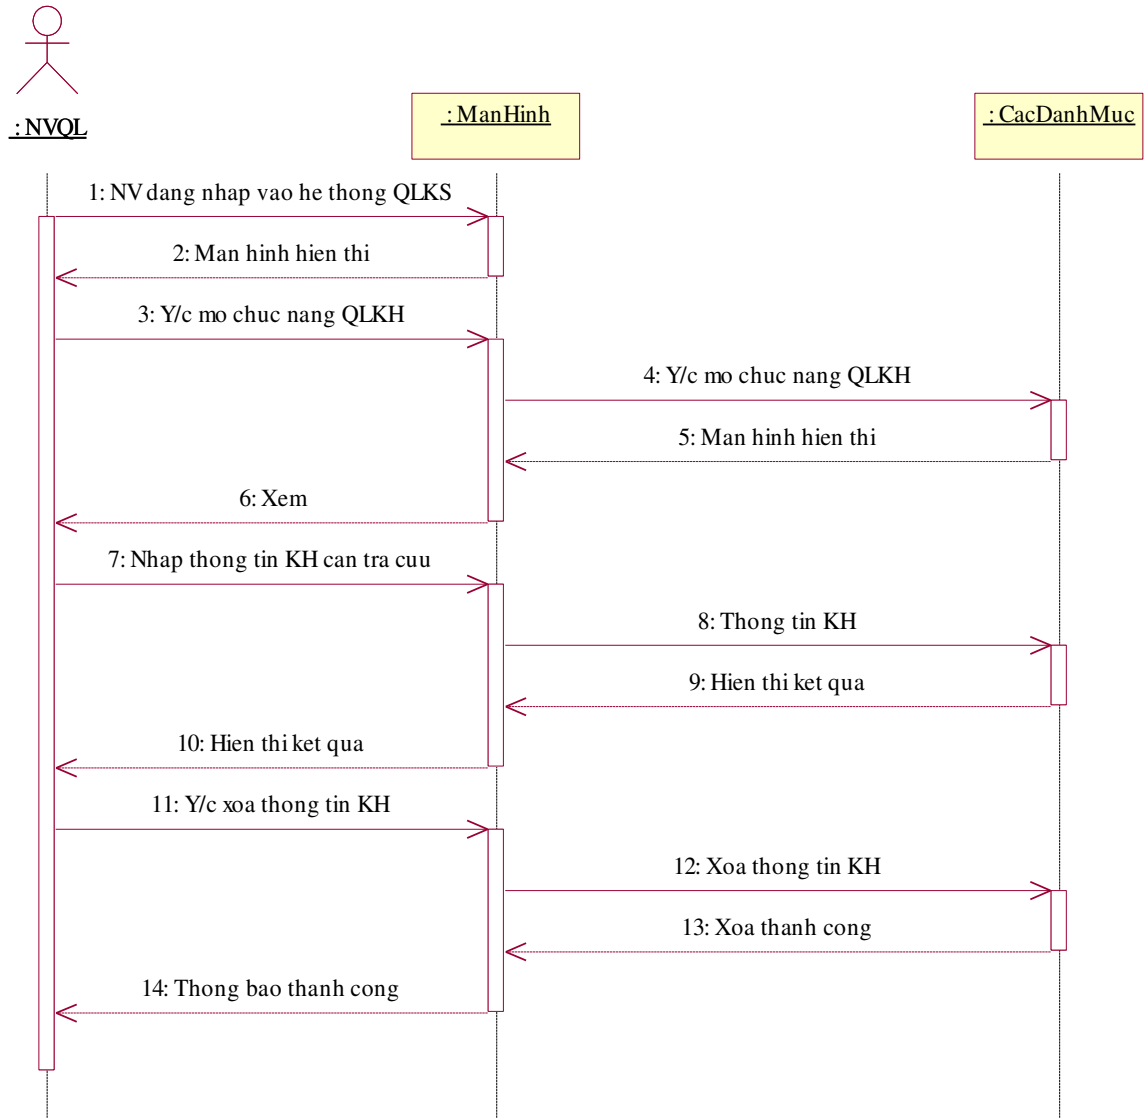 : NVQL
: ManHinh
: CacDanhMuc
1: NV dang nhap vao he thong QLKS
2: Man hinh hien thi
3: Y/c mo chuc nang QLKH
4: Y/c mo chuc nang QLKH
5: Man hinh hien thi
6: Xem
7: Nhap thong tin KH can tra cuu
8: Thong tin KH
9: Hien thi ket qua
10: Hien thi ket qua
11: Y/c xoa thong tin KH
12: Xoa thong tin KH
13: Xoa thanh cong
14: Thong bao thanh cong